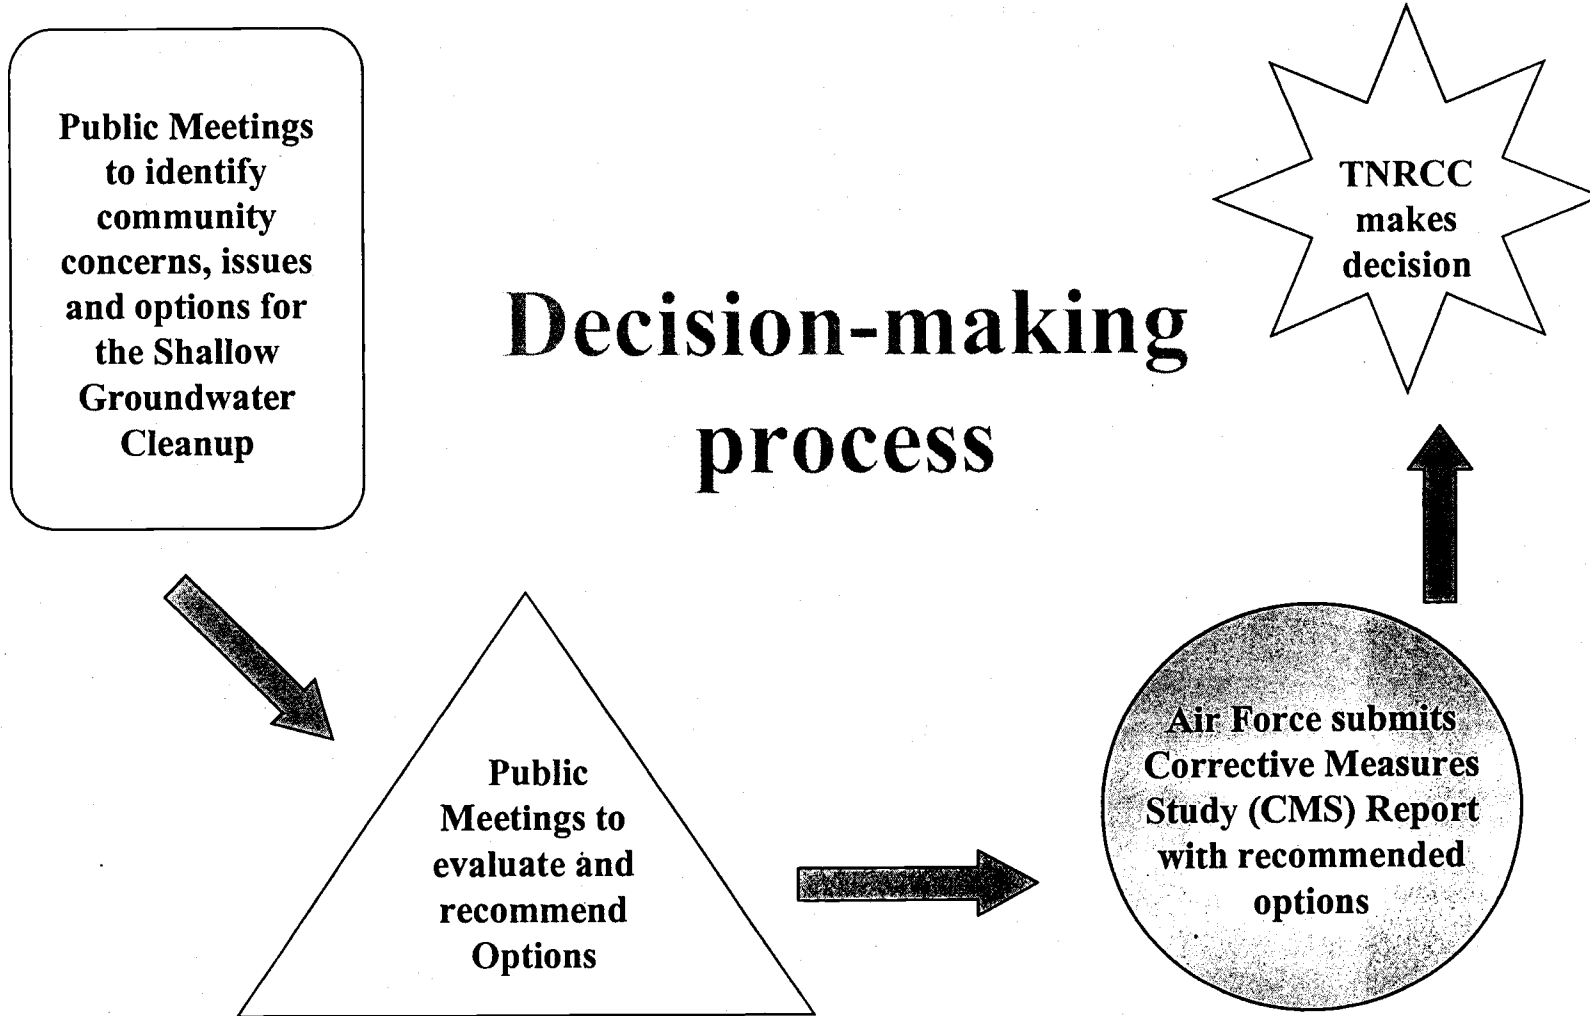 Decision-making
process
Public Meetings
to identify
community
concerns, issues
and options for
the Shallow
Groundwater
Cleanup
Public
Meetings to
evaluate and
recommend
Options
Air Force submits
Corrective Measures
Study (CMS) Report
with recommended
options
TNRCC
makes
decision